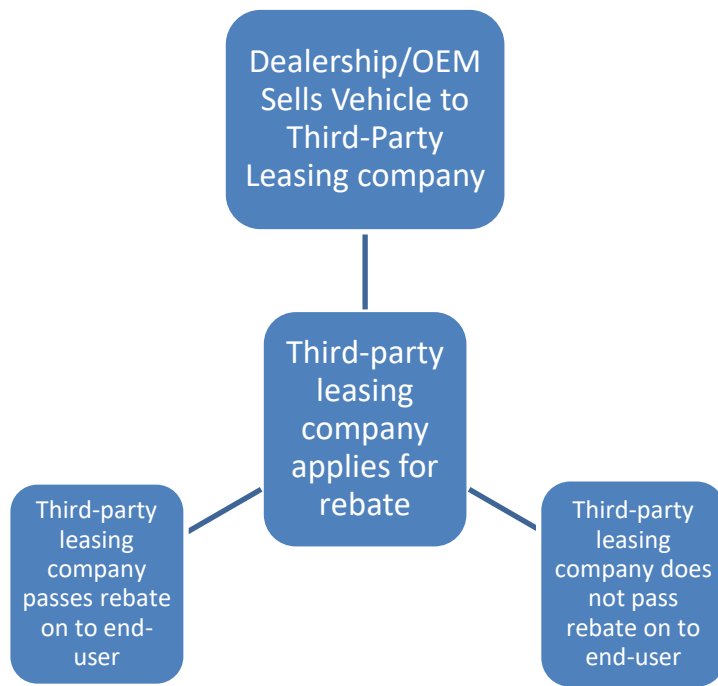 Dealership/OEM
Sells Vehicle to
Third-Party
Leasing company
Third-party
leasing
company
applies for
rebate
Third-party
leasing
company
passes rebate
on to end-
user
Third-party
leasing
company does
not pass
rebate on to
end-user